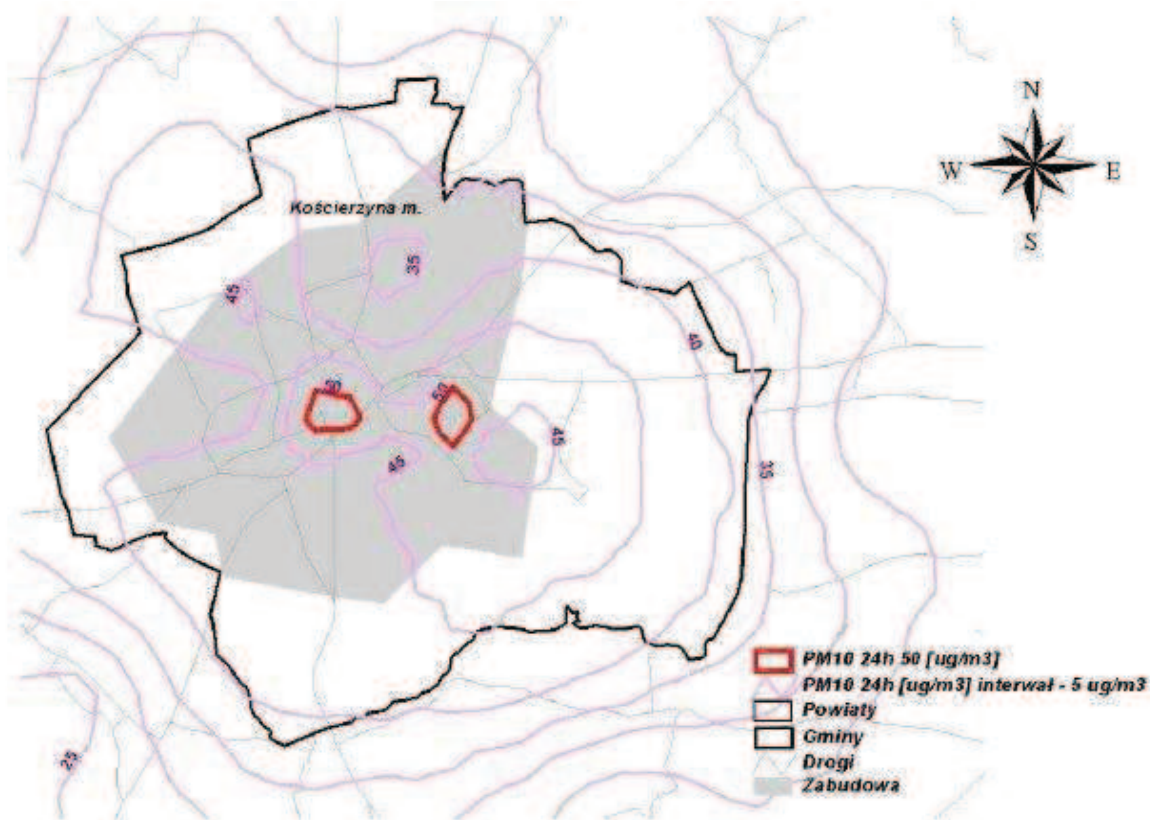 N
W E
S
Kościerzyna m.
35
45
40
50
45
45
35
25
PM10 24h 50 [ug/m3]
PM10 24h [ug/m3] interwał - 5 ug/m3
Powiaty
Gminy
Drogi
Zabudowa